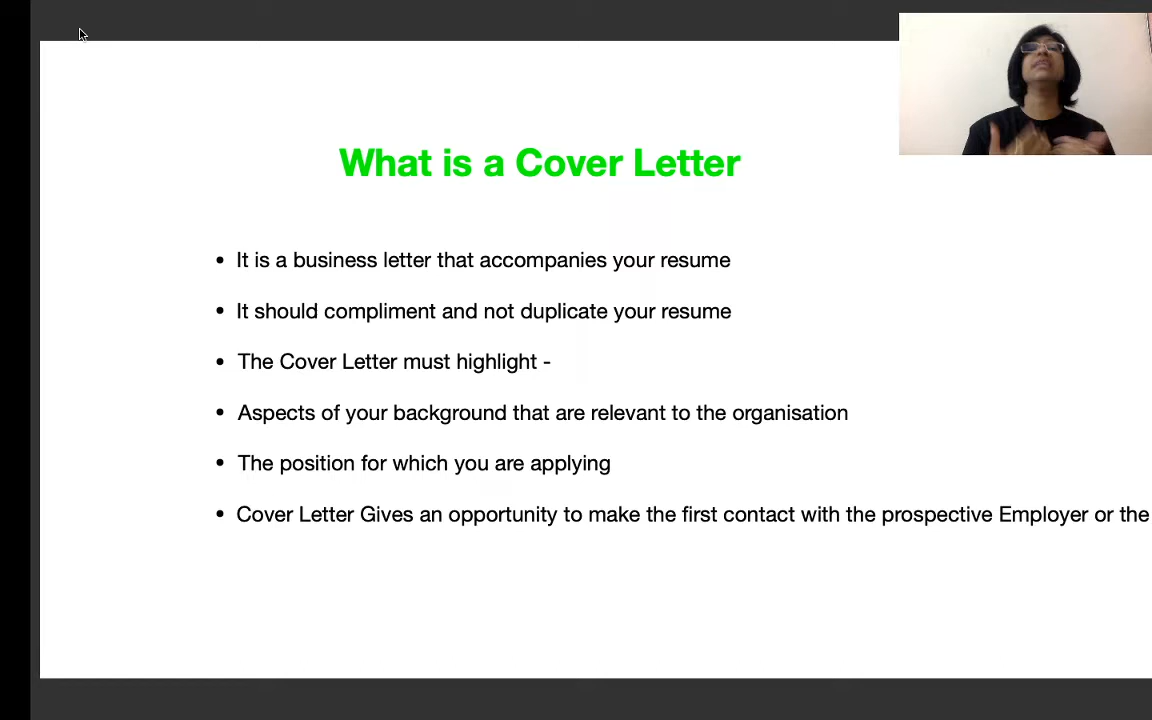 What is a Cover Letter
• It is a business letter that accompanies your resume
• It should compliment and not duplicate your resume
• The Cover Letter must highlight -
• Aspects of your background that are relevant to the organisation
• The position for which you are applying
• Cover Letter Gives an opportunity to make the first contact with the prospective Employer or the